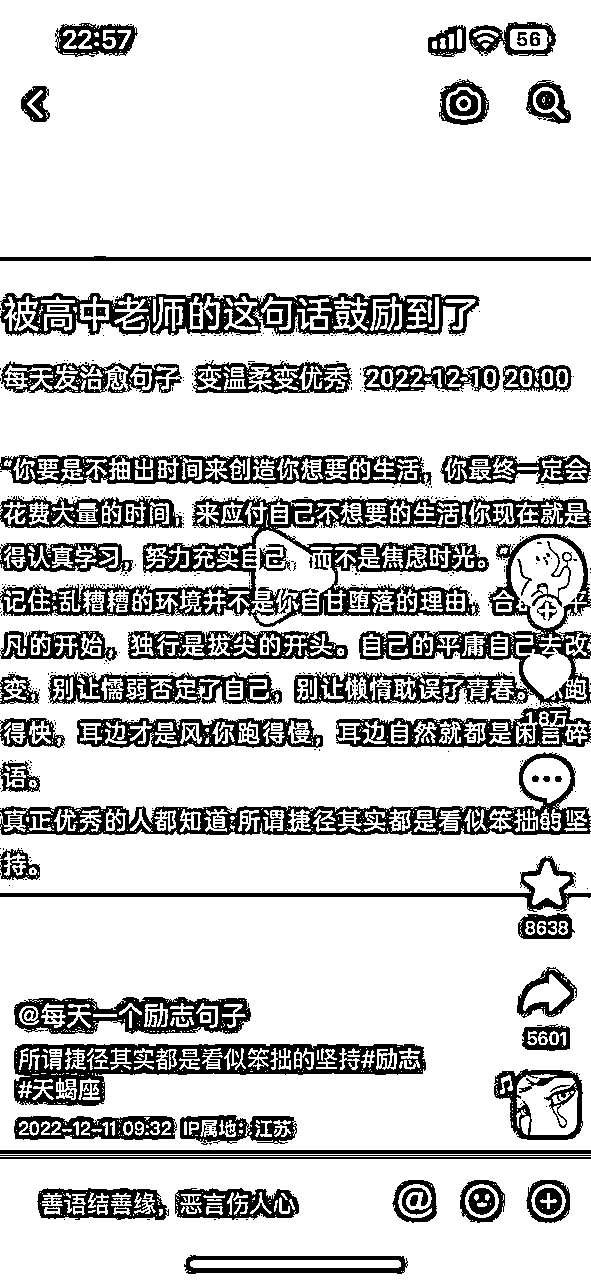 22:57
56
被高中老师的这句话鼓励到了
每天发治愈句子 变温柔变优秀 2022-12-10 20:00
“你要是不抽出时间来创造你想要的生活，你最终一定会
花费大量的时间，来应付自己不想要的生活!你现在就是
得认真学习，努力充实自己，而不是焦虑时光。“
记住:乱糟糟的环境并不是你自甘堕落的理由，合 平
凡的开始，独行是拔尖的开头。自己的平庸自己去改
变，别让懦弱否定了自己，别让懒惰耽误了青春。 跑
得快，耳边才是风;你跑得慢，耳边自然就都是闲言碎
语。
真正优秀的人都知道:所谓捷径其实都是看似笨拙的坚
持。
1.8万
8638
5601
@每天一个励志句子
所谓捷径其实都是看似笨拙的坚持#励志
#天蝎座
2022-12-11 09:32 IP属地：江苏
善语结善缘，恶言伤人心